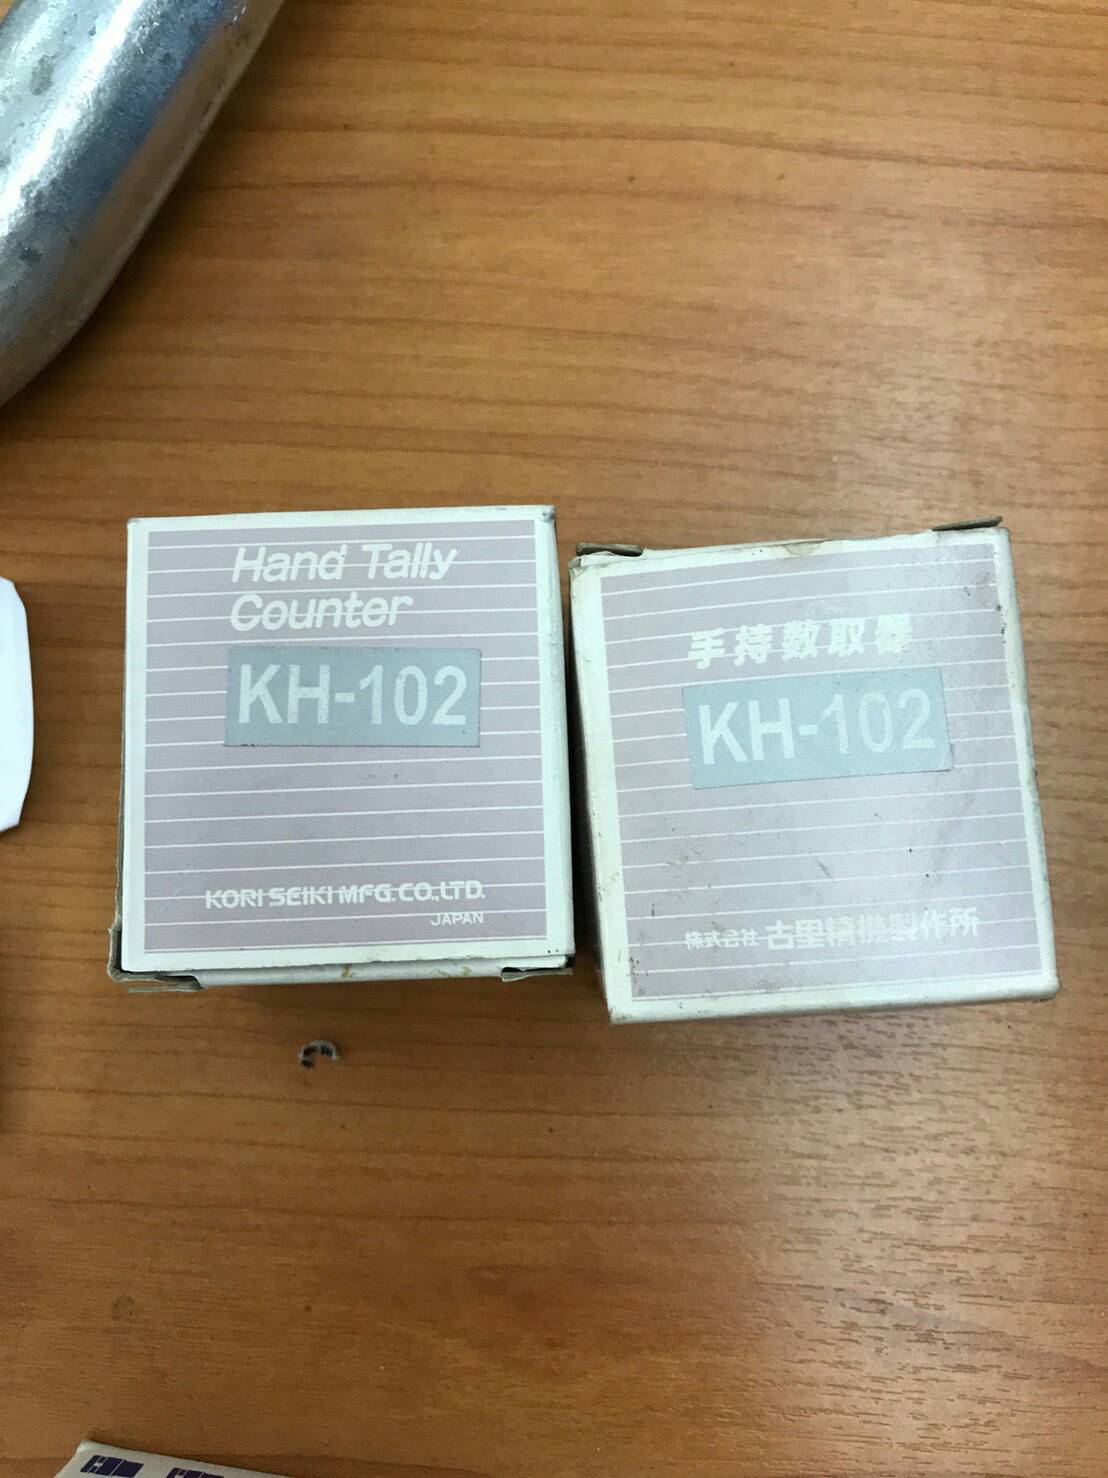 Hand Tally
Counter
KH-102
KORI SEIKI MFG. CO., LTD.
JAPAN
手持数取器
KH-102
株式会社 古里精機製作所